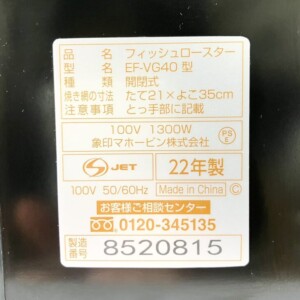 品名 フィッシュロースター
型名 EF-VG40 型
種類 開閉式
焼き網の寸法 たて21×よこ35cm
注意事項 とっ手部に記載
100V 1300W
象印マホービン株式会社
PS
E
S JET
22年製
100V 50/60Hz
Made in China
C
お客様ご相談センター
0120-345135
製造番号 8520815